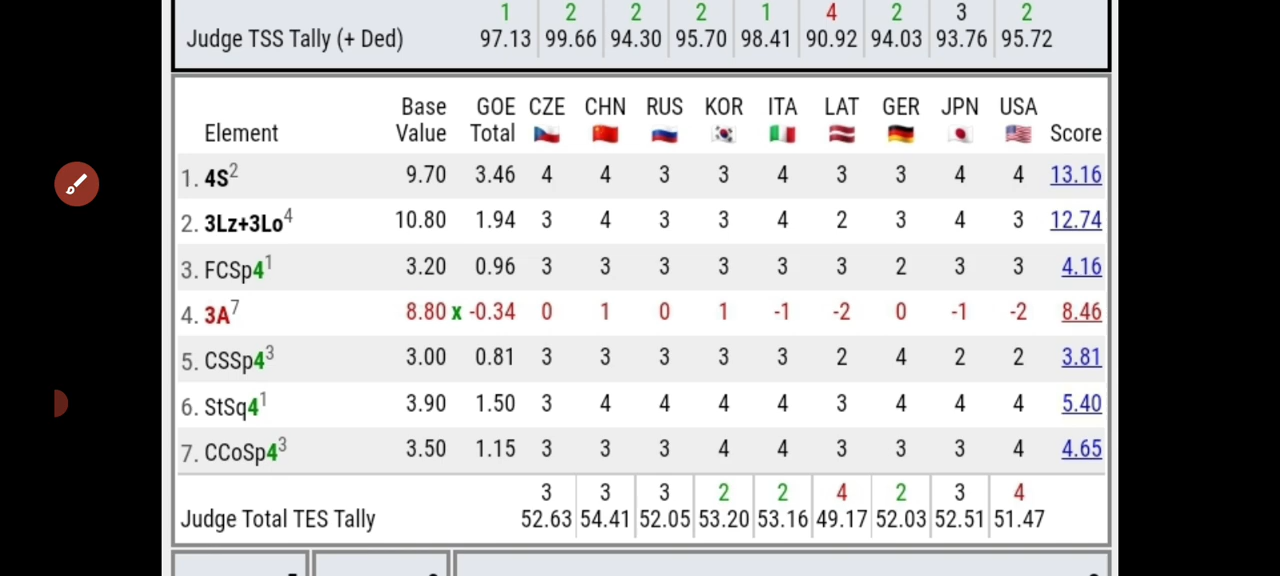 1 2 2 2 1 4 2 3 2
Judge TSS Tally (+ Ded) 97.13 99.66 94.30 95.70 98.41 90.92 94.03 93.76 95.72
Base GOE CZE CHN RUS KOR ITA LAT GER JPN USA
Element Value Total Score
1. 4S2 9.70 3.46 4 4 3 3 4 3 3 4 4 13.16
2. 3Lz+3Lo4 10.80 1.94 3 4 3 3 4 2 3 4 3 12.74
3. FCSp41 3.20 0.96 3 3 3 3 3 3 2 3 3 4.16
4. 3A7 8.80 x -0.34 0 1 0 1 -1 -2 0 -1 -2 8.46
5. CSSp43 3.00 0.81 3 3 3 3 3 2 4 2 2 3.81
6. StSq41 3.90 1.50 3 4 4 4 4 3 4 4 4 5.40
7. CCoSp43 3.50 1.15 3 3 3 4 4 3 3 3 4 4.65
3 3 3 2 2 4 2 3 4
Judge Total TES Tally 52.63 54.41 52.05 53.20 53.16 49.17 52.03 52.51 51.47